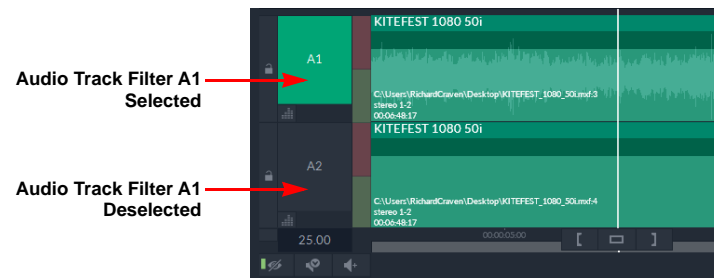 KITEFEST 1080 50i
A1
Audio Track Filter A1
Selected
C:\Users\RichardCraven\Desktop\KITEFEST_1080_50i.mxf:3
stereo 1-2
00:06:48:17
KITEFEST 1080 50i
A2
Audio Track Filter A1
Deselected
C:\Users\RichardCraven\Desktop\KITEFEST_1080_50i.mxf:4
stereo 1-2
00:06:48:17
25.00
00:00:05:00
[ ]